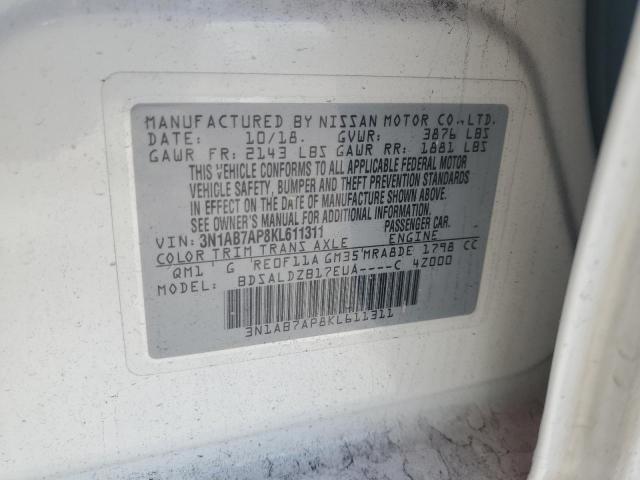 MANUFACTURED BY NISSAN MOTOR CO.,LTD.
DATE: 10/18. GVWR: 3876 LBS
GAWR FR: 2143 LBS GAWR RR: 1881 LBS
THIS VEHICLE CONFORMS TO ALL APPLICABLE FEDERAL MOTOR
VEHICLE SAFETY, BUMPER AND THEFT PREVENTION STANDARDS
IN EFFECT ON THE DATE OF MANUFACTURE SHOWN ABOVE.
SEE OWNER'S MANUAL FOR ADDITIONAL INFORMATION.
VIN: 3N1AB7AP8KL611311 PASSENGER CAR.
COLOR TRIM TRANS AXLE ENGINE
QM1 G RE0F11A GM35 MRA8DE 1798 CC
MODEL: BDSALDZB17EUA----C 4Z000
3N1AB7AP8KL611311